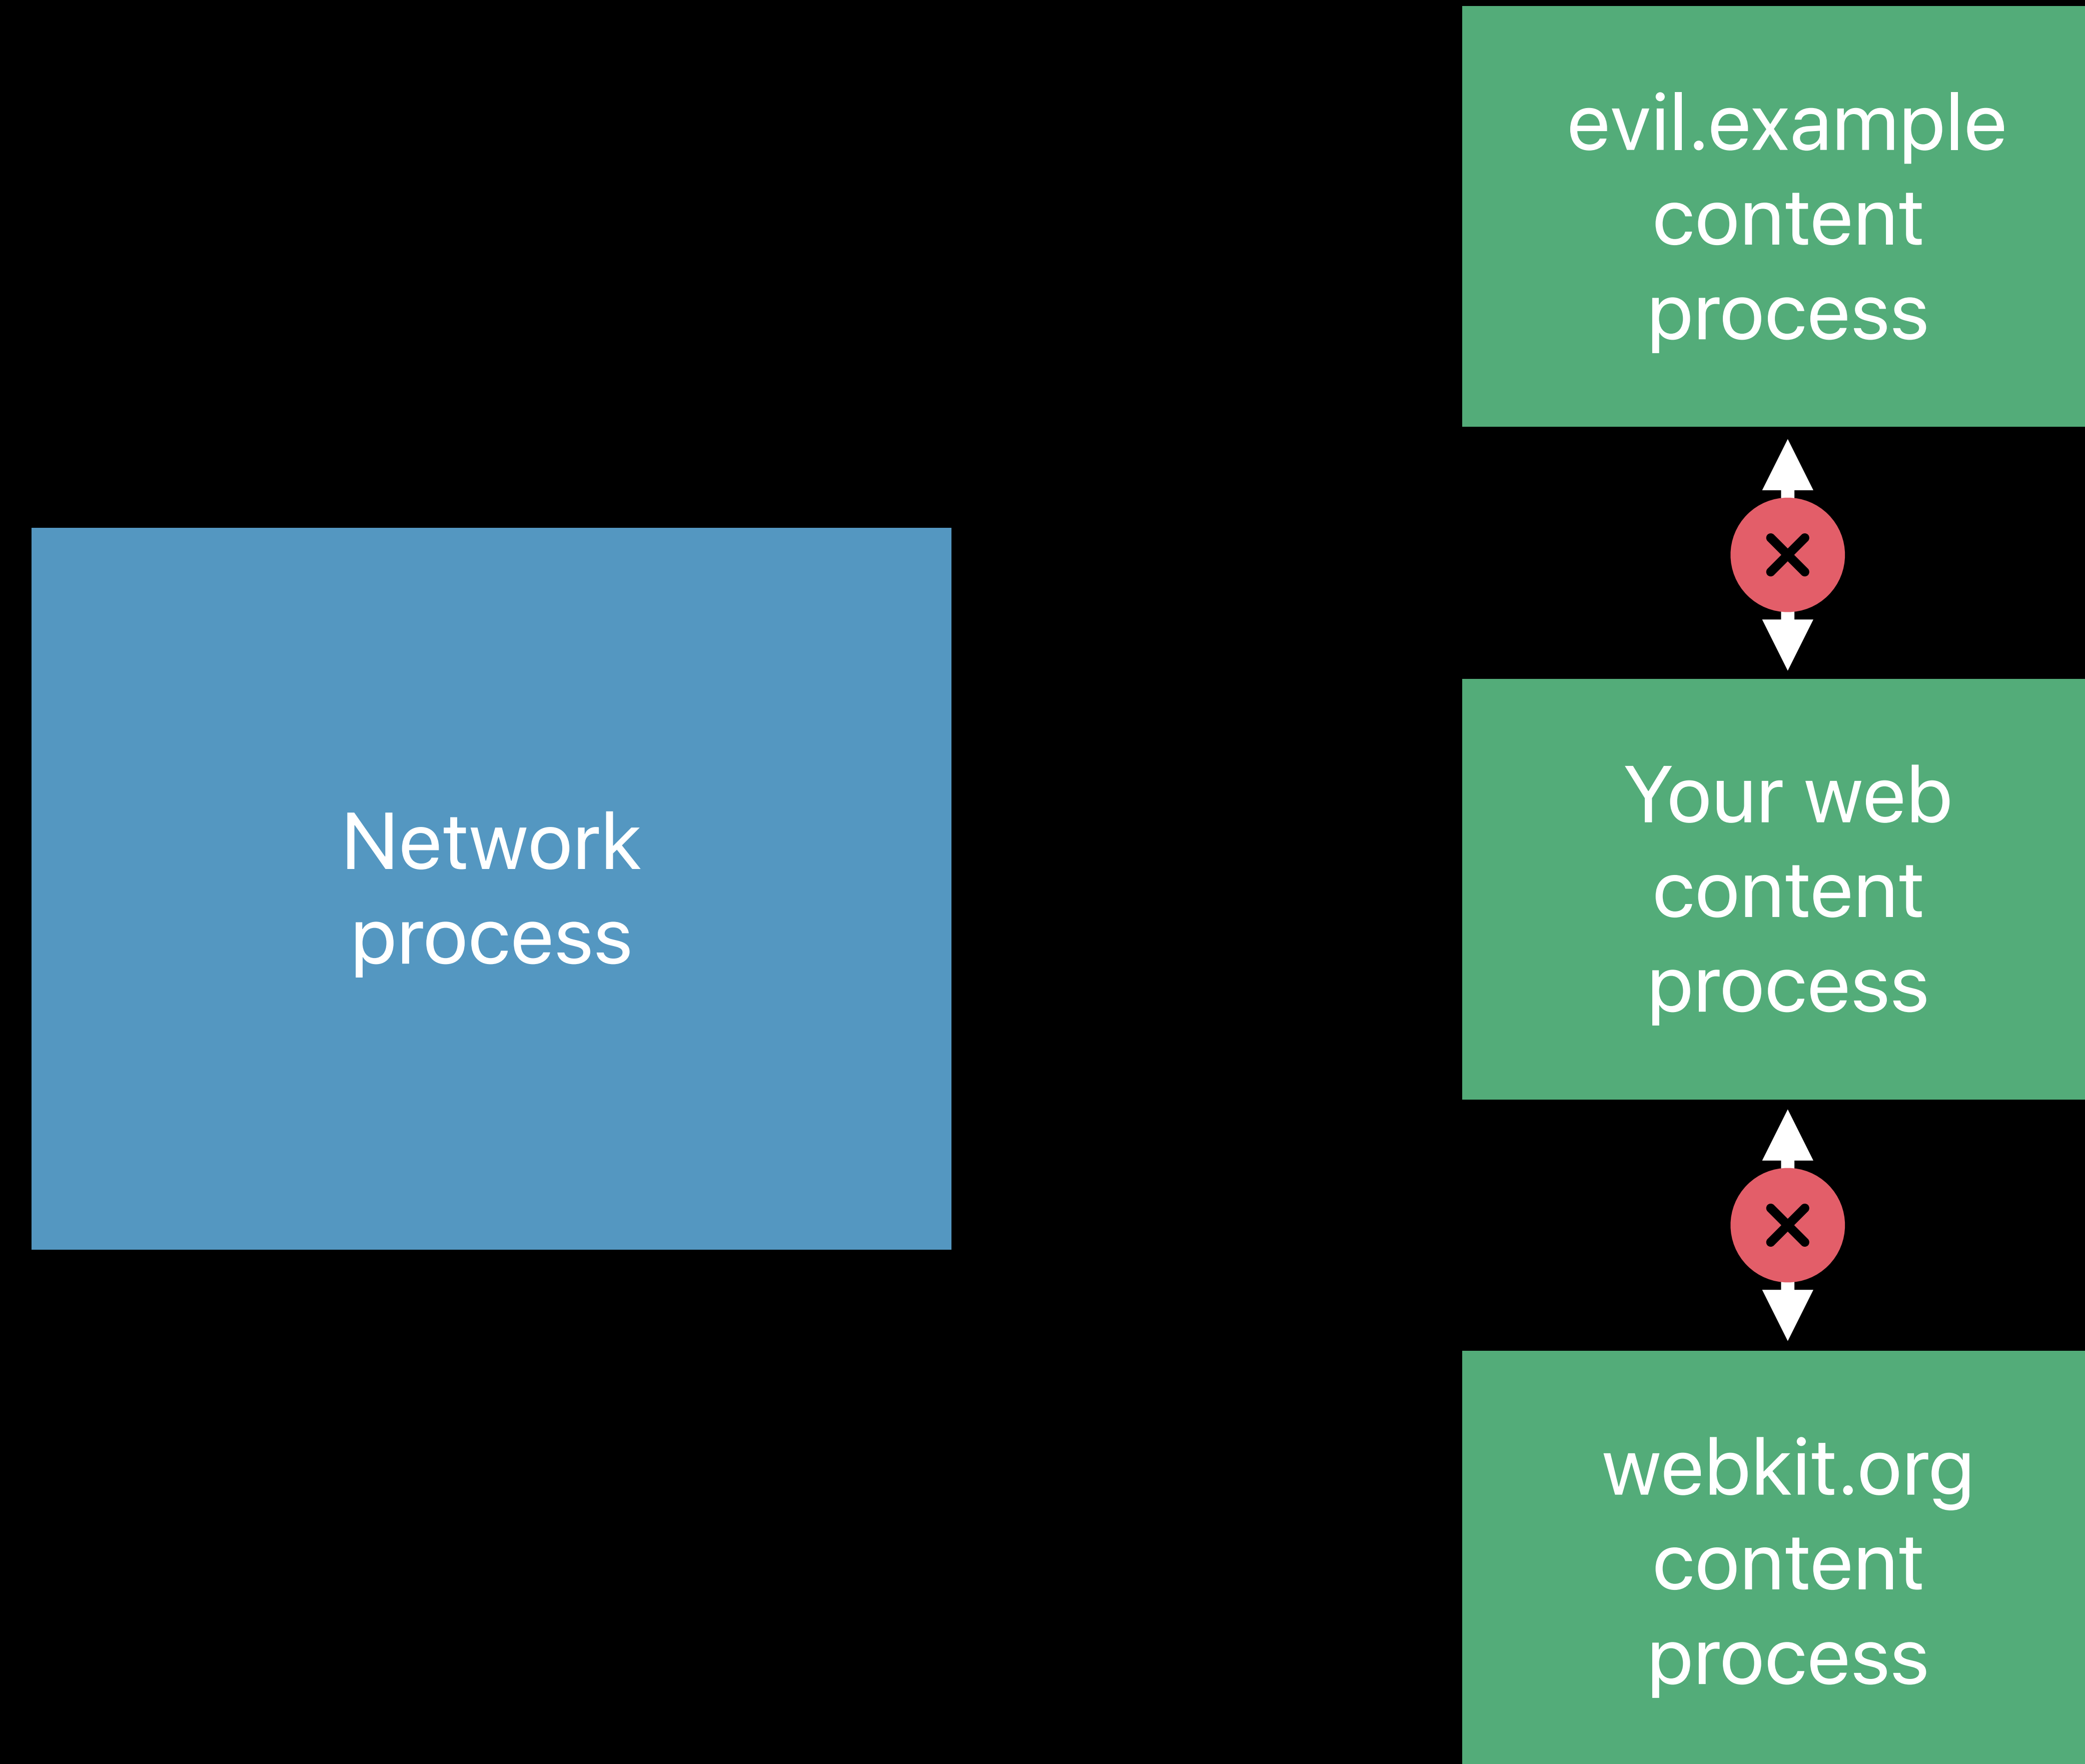 evil.example
content
process
Network
process
Your web
content
process
webkit.org
content
process